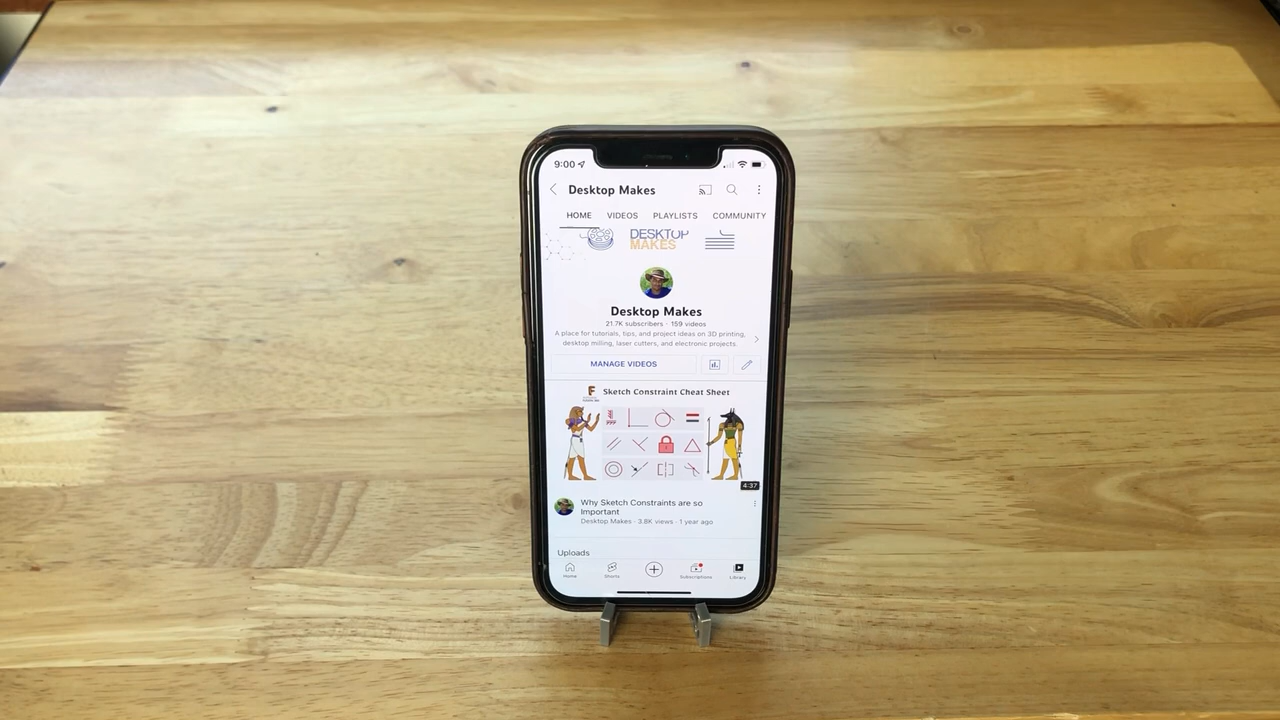 9:00
Desktop Makes
HOME VIDEOS PLAYLISTS COMMUNITY
DESKTOP
MAKES
Desktop Makes
21.7K subscribers · 159 videos
A place for tutorials, tips, and project ideas on 3D printing,
desktop milling, laser cutters, and electronic projects.
MANAGE VIDEOS
Sketch Constraint Cheat Sheet
4:37
Why Sketch Constraints are so
Important
Desktop Makes · 3.8K views · 1 year ago
Uploads
Home Shorts Subscriptions Library